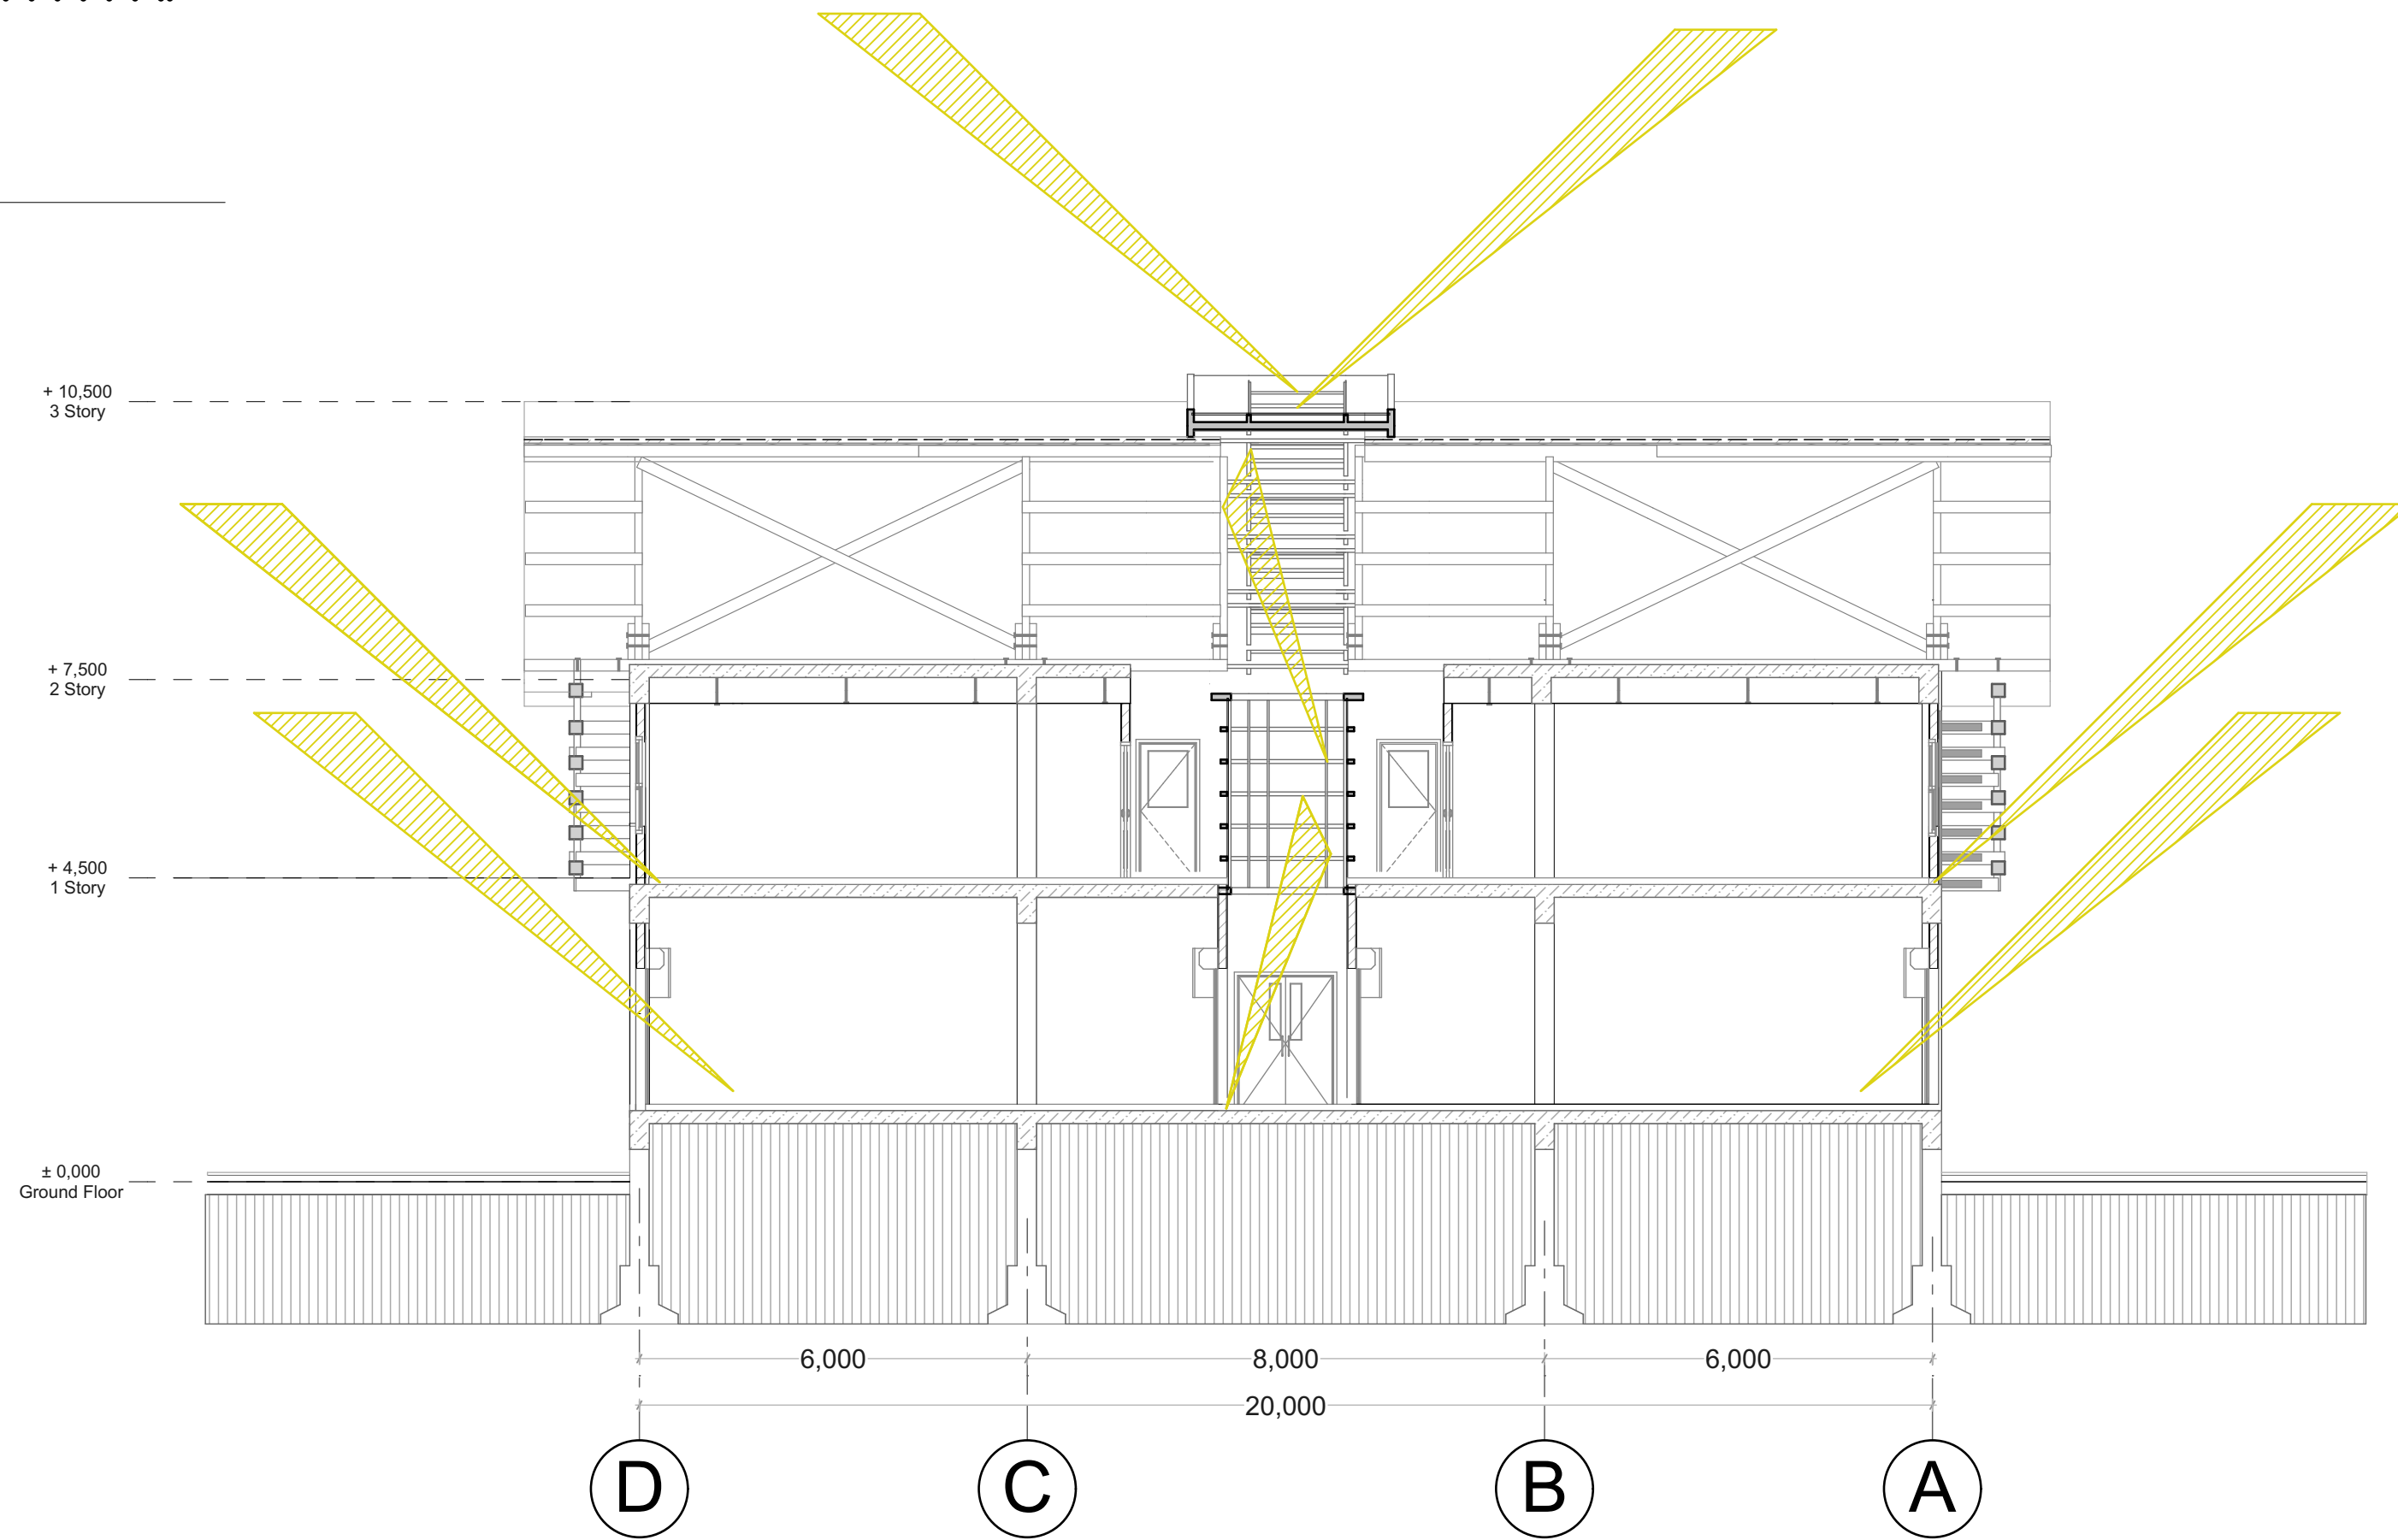 + 10,500
3 Story
+ 7,500
2 Story
+ 4,500
1 Story
± 0,000
Ground Floor
6,000 8,000 6,000
20,000
D C B A